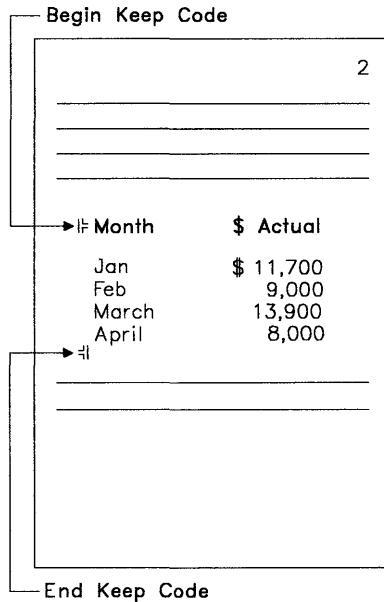 Begin Keep Code
2
╠ Month $ Actual
Jan $ 11,700
Feb 9,000
March 13,900
April 8,000
╣
End Keep Code